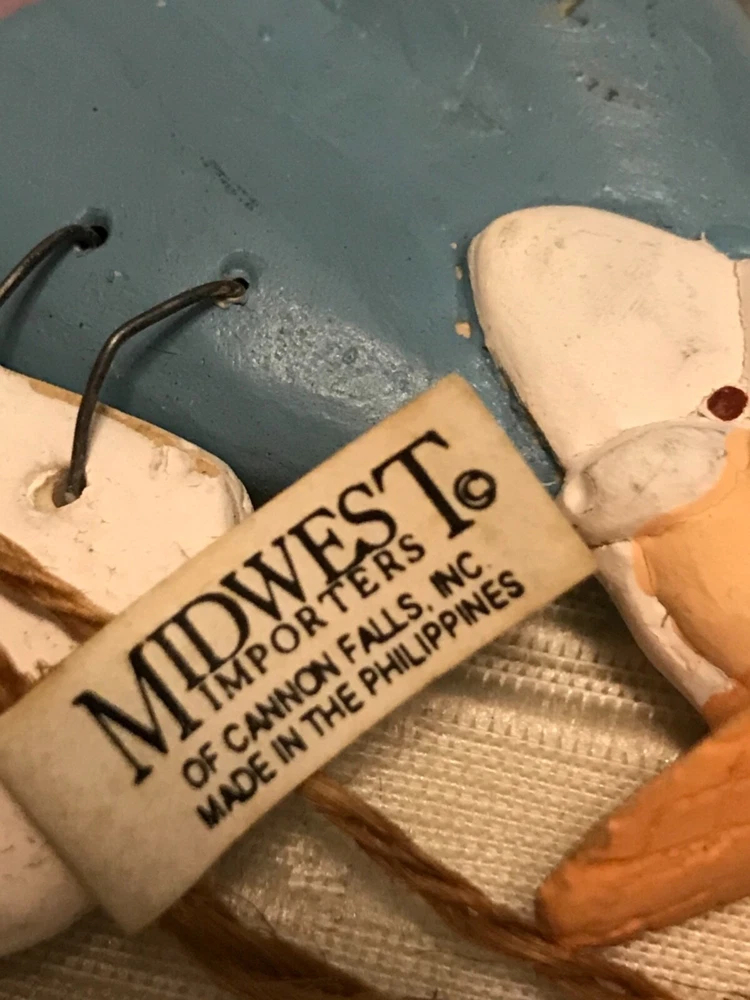 MIDWEST©
IMPORTERS
OF CANNON FALLS, INC.
MADE IN THE PHILIPPINES